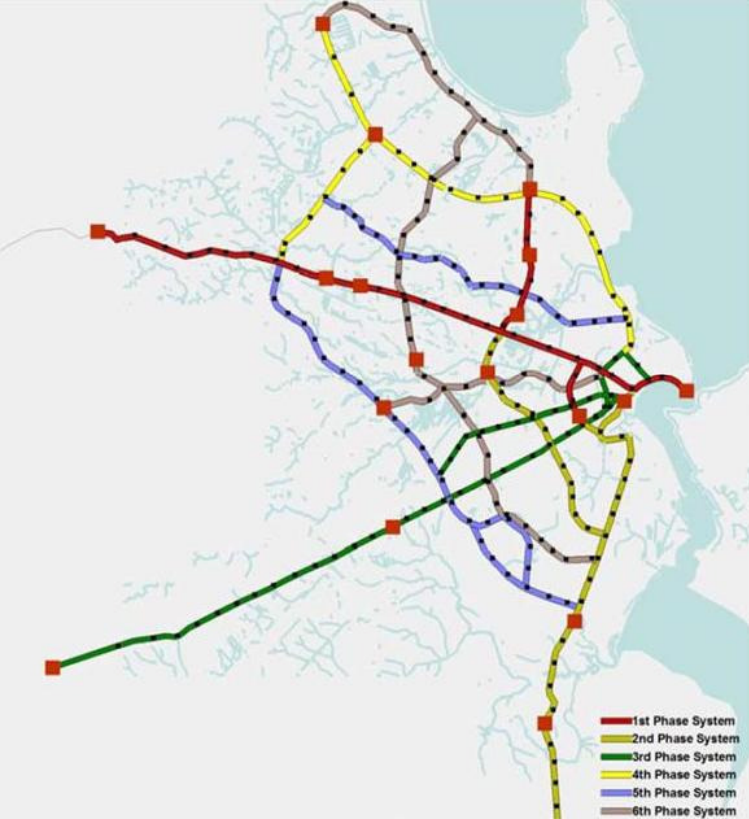 1st Phase System
2nd Phase System
3rd Phase System
4th Phase System
5th Phase System
6th Phase System